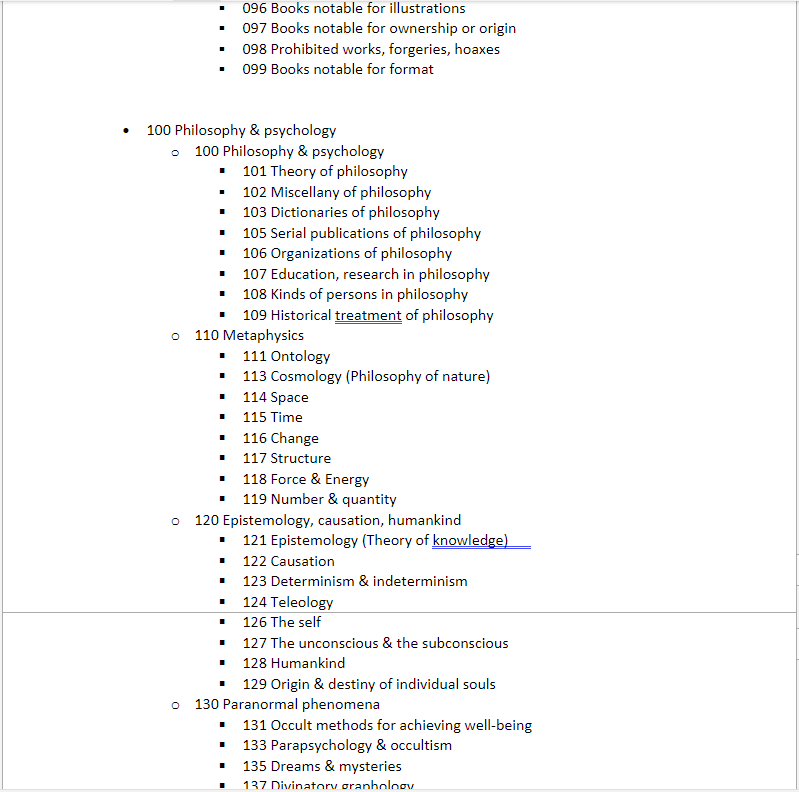 096 Books notable for illustrations
097 Books notable for ownership or origin
098 Prohibited works, forgeries, hoaxes
099 Books notable for format
100 Philosophy & psychology
100 Philosophy & psychology
101 Theory of philosophy
102 Miscellany of philosophy
103 Dictionaries of philosophy
105 Serial publications of philosophy
106 Organizations of philosophy
107 Education, research in philosophy
108 Kinds of persons in philosophy
109 Historical treatment of philosophy
110 Metaphysics
111 Ontology
113 Cosmology (Philosophy of nature)
114 Space
115 Time
116 Change
117 Structure
118 Force & Energy
119 Number & quantity
120 Epistemology, causation, humankind
121 Epistemology (Theory of knowledge)
122 Causation
123 Determinism & indeterminism
124 Teleology
126 The self
127 The unconscious & the subconscious
128 Humankind
129 Origin & destiny of individual souls
130 Paranormal phenomena
131 Occult methods for achieving well-being
133 Parapsychology & occultism
135 Dreams & mysteries
137 Divinatory graphology